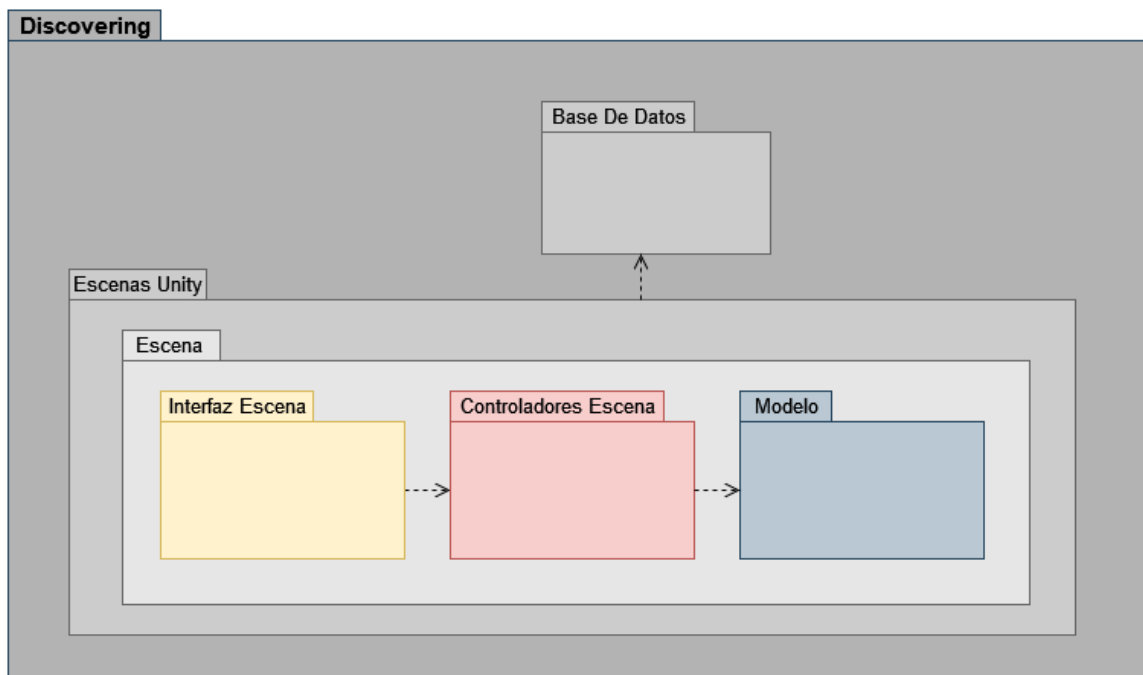 Discovering
Base De Datos
Escenas Unity
Escena
Interfaz Escena
Controladores Escena
Modelo